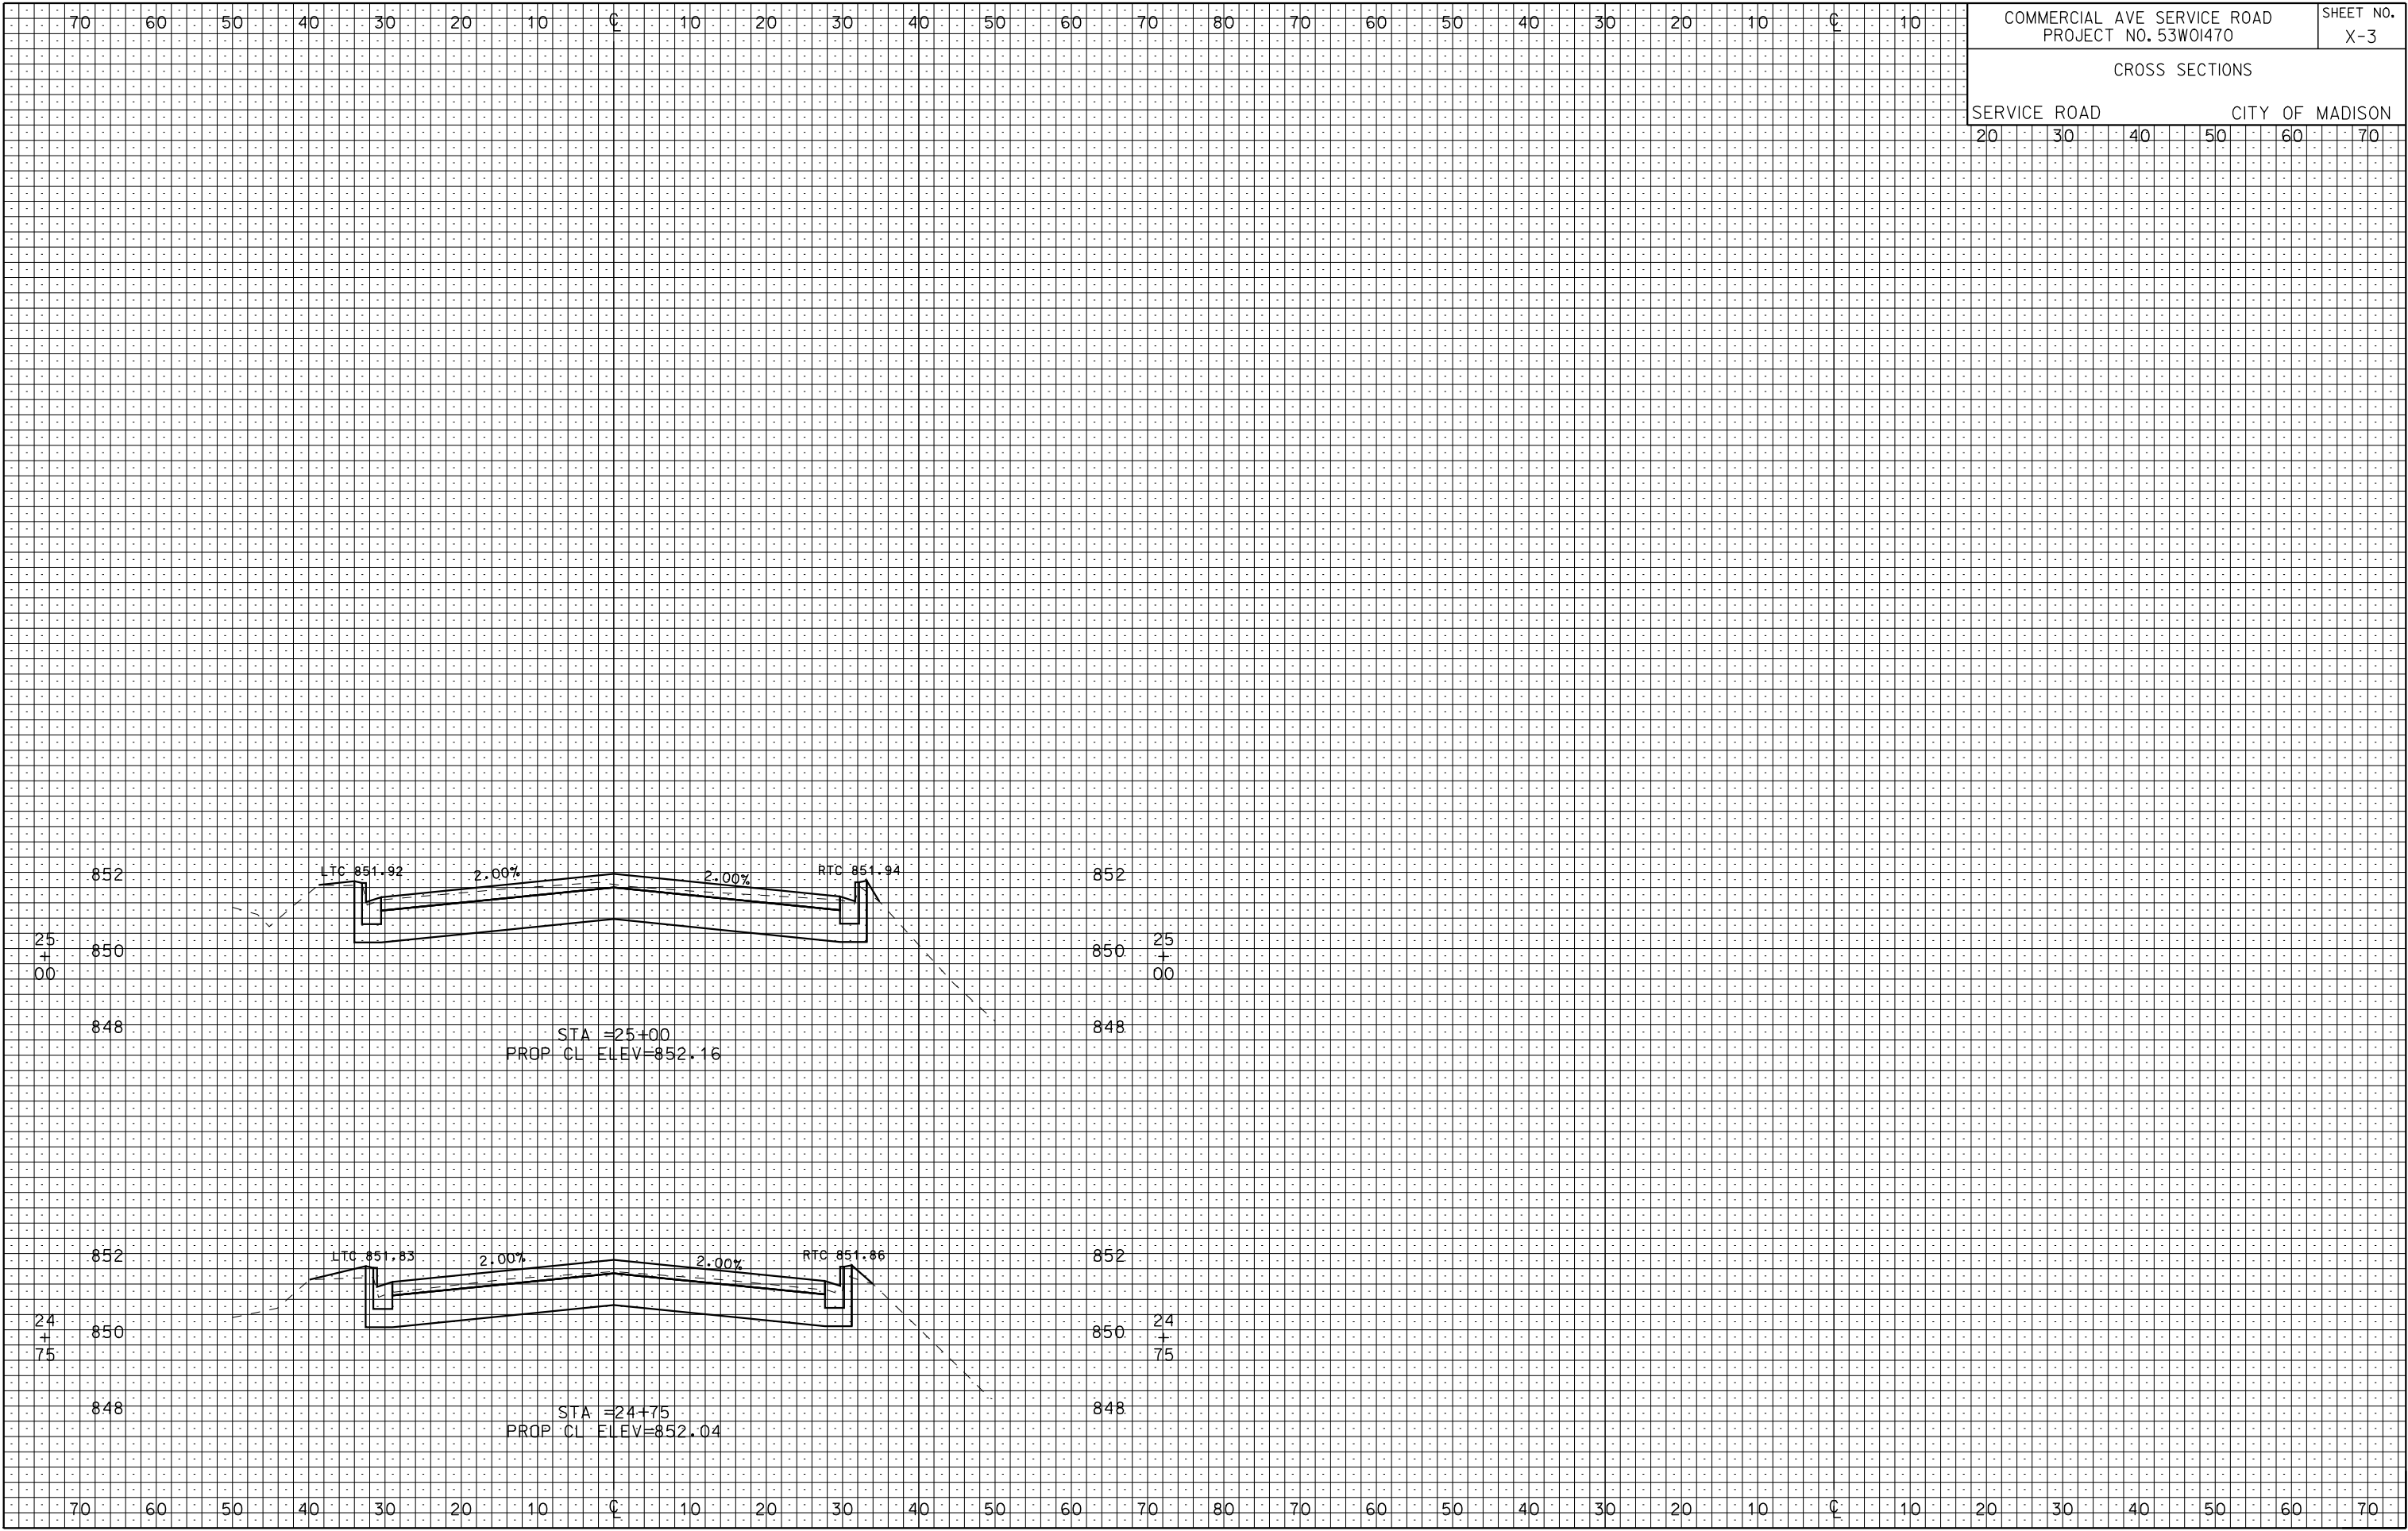 70 60 50 40 30 20 10 ℄ 10 20 30 40 50 60 70 80 70 60 50 40 30 20 10 ℄ 10
COMMERCIAL AVE SERVICE ROAD
PROJECT NO. 53W01470
SHEET NO.
X-3
CROSS SECTIONS
SERVICE ROAD CITY OF MADISON
20 30 40 50 60 70
LTC 851.92 2.00% 2.00% RTC 851.94
852 852
850 850
848 848
25
+
00
25
+
00
STA =25+00
PROP CL ELEV=852.16
LTC 851.83 2.00% 2.00% RTC 851.86
852 852
850 850
848 848
24
+
75
24
+
75
STA =24+75
PROP CL ELEV=852.04
70 60 50 40 30 20 10 ℄ 10 20 30 40 50 60 70 80 70 60 50 40 30 20 10 ℄ 10 20 30 40 50 60 70